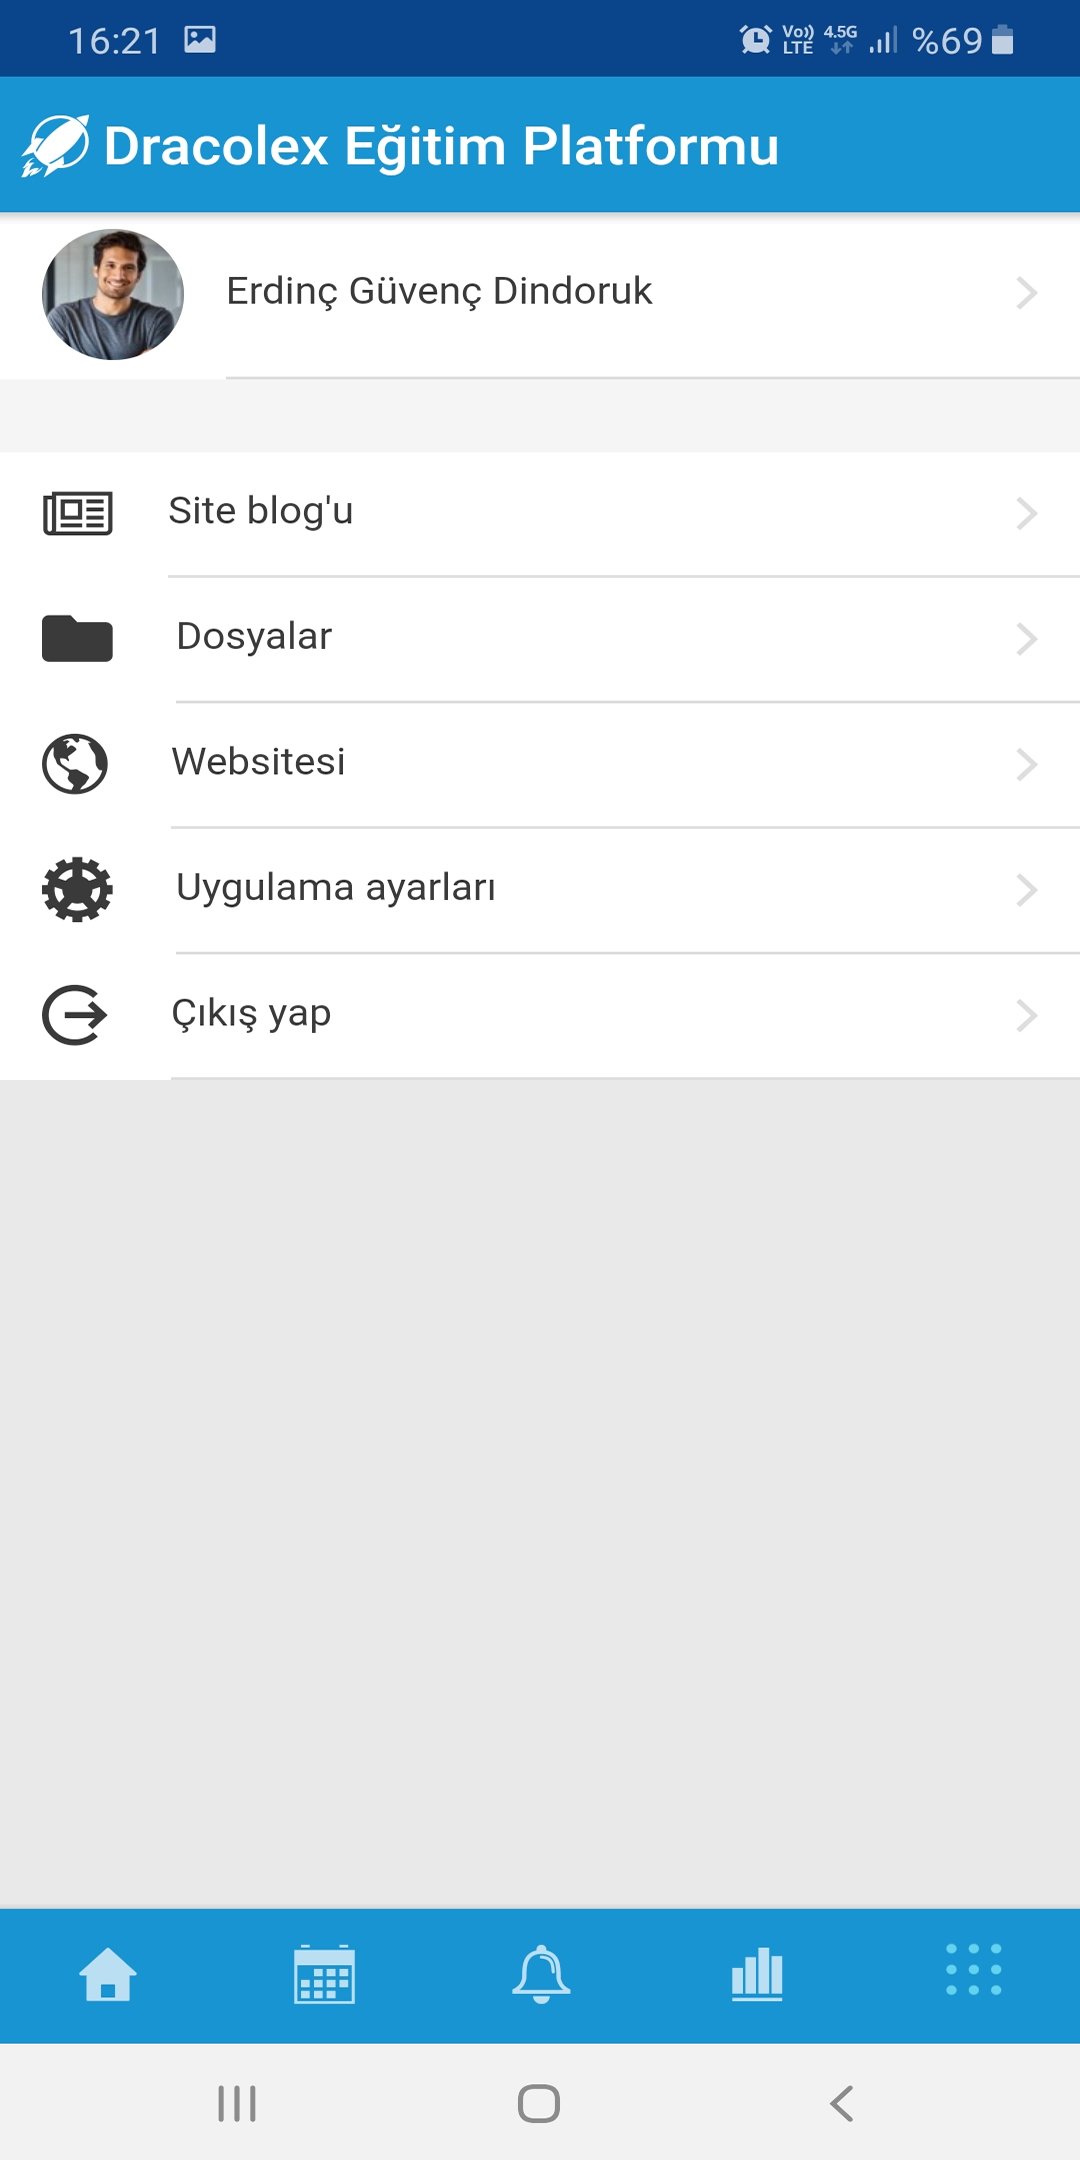 16:21
Vo)) LTE 4.5G %69
Dracolex Eğitim Platformu
Erdinç Güvenç Dindoruk
Site blog'u
Dosyalar
Websitesi
Uygulama ayarları
Çıkış yap